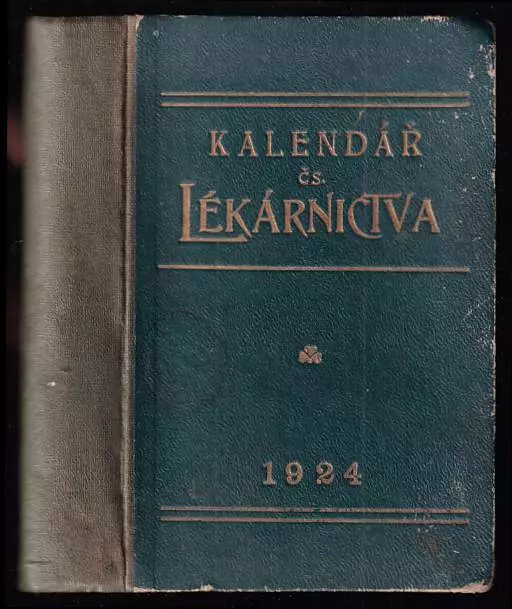 KALENDÁŘ
ČS.
LÉKÁRNICTVA
1924